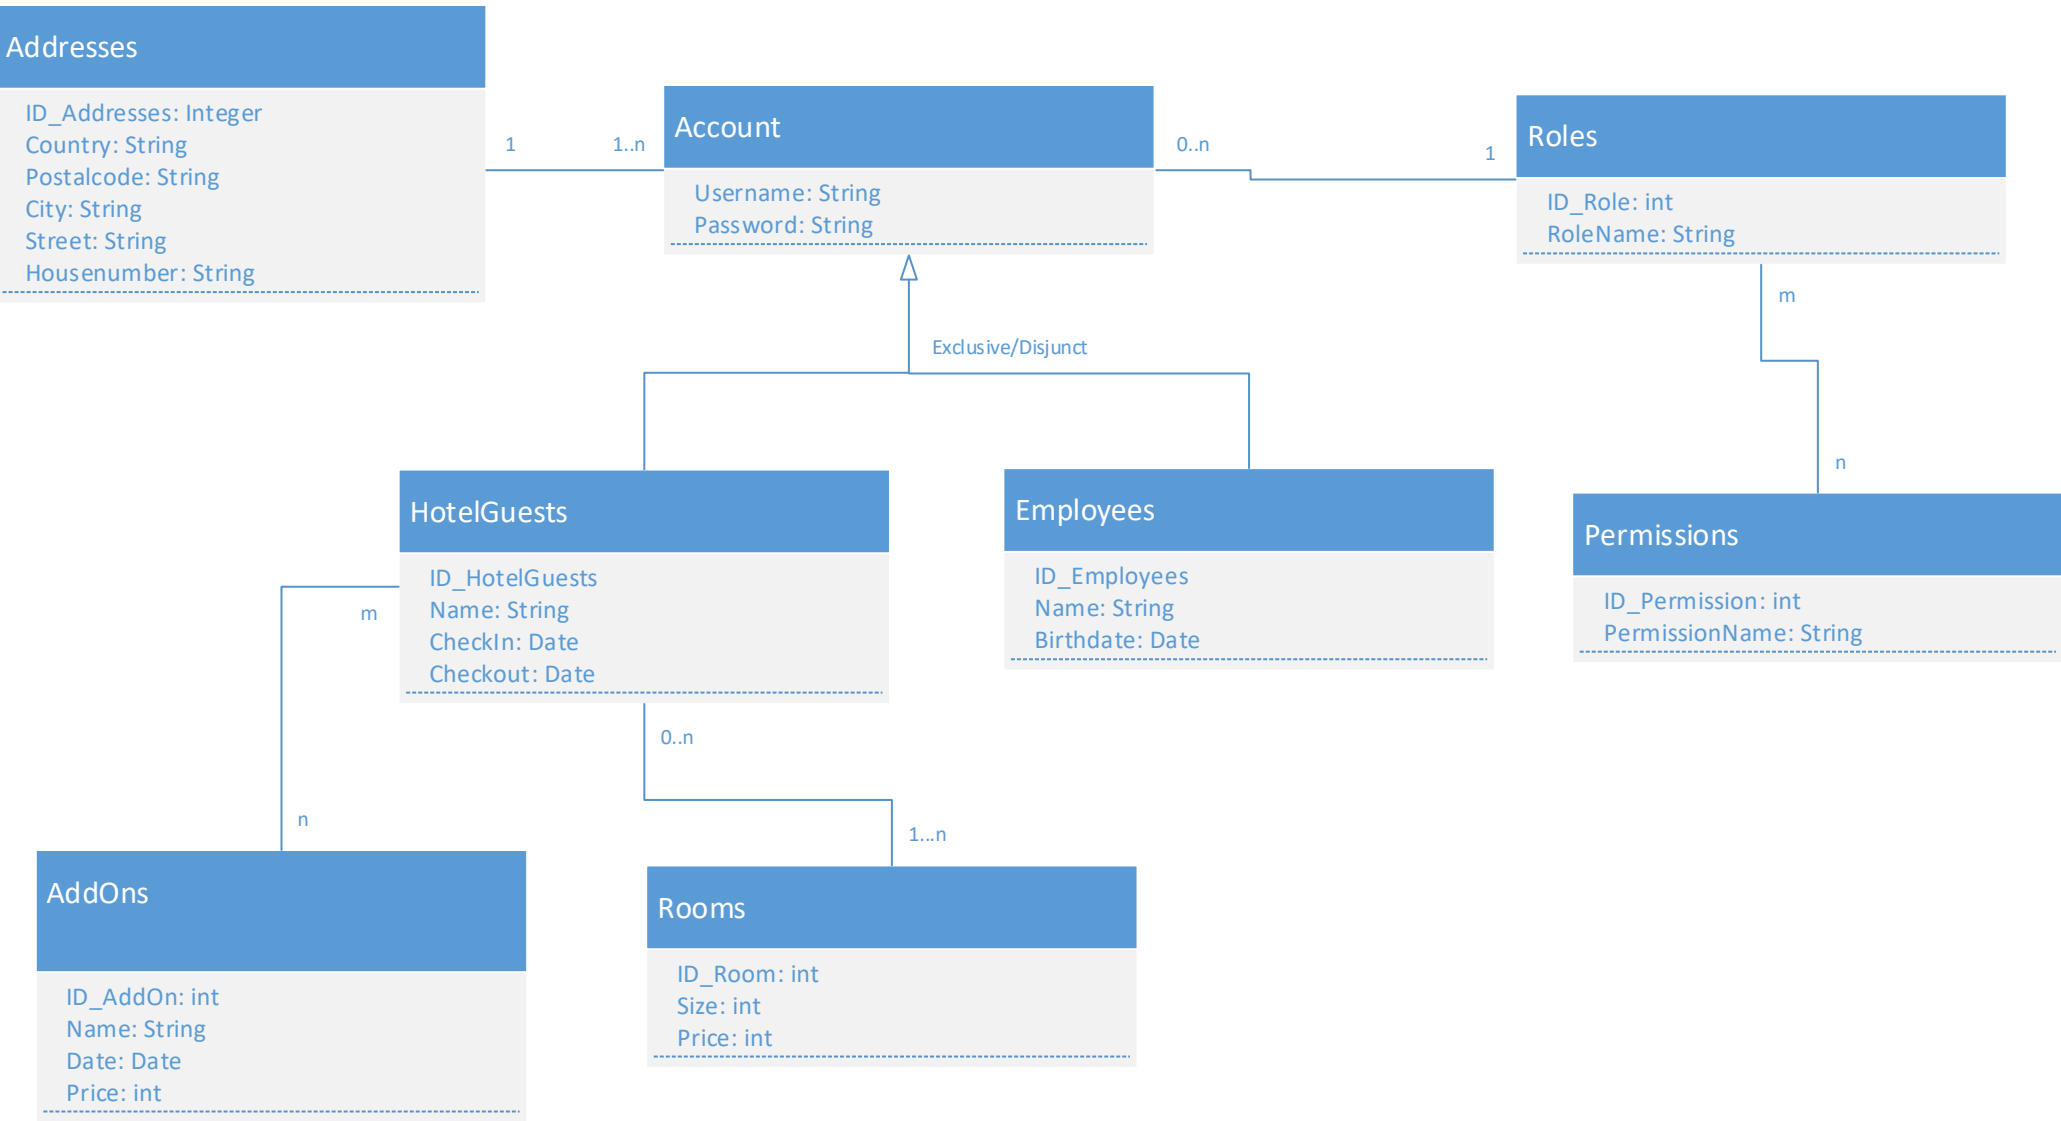 Addresses
ID_Addresses: Integer
Country: String
Postalcode: String
City: String
Street: String
Housenumber: String
1
1..n
Account
Username: String
Password: String
0..n
1
Roles
ID_Role: int
RoleName: String
m
n
Exclusive/Disjunct
HotelGuests
ID_HotelGuests
Name: String
CheckIn: Date
Checkout: Date
Employees
ID_Employees
Name: String
Birthdate: Date
Permissions
ID_Permission: int
PermissionName: String
m
n
0..n
1...n
AddOns
ID_AddOn: int
Name: String
Date: Date
Price: int
Rooms
ID_Room: int
Size: int
Price: int